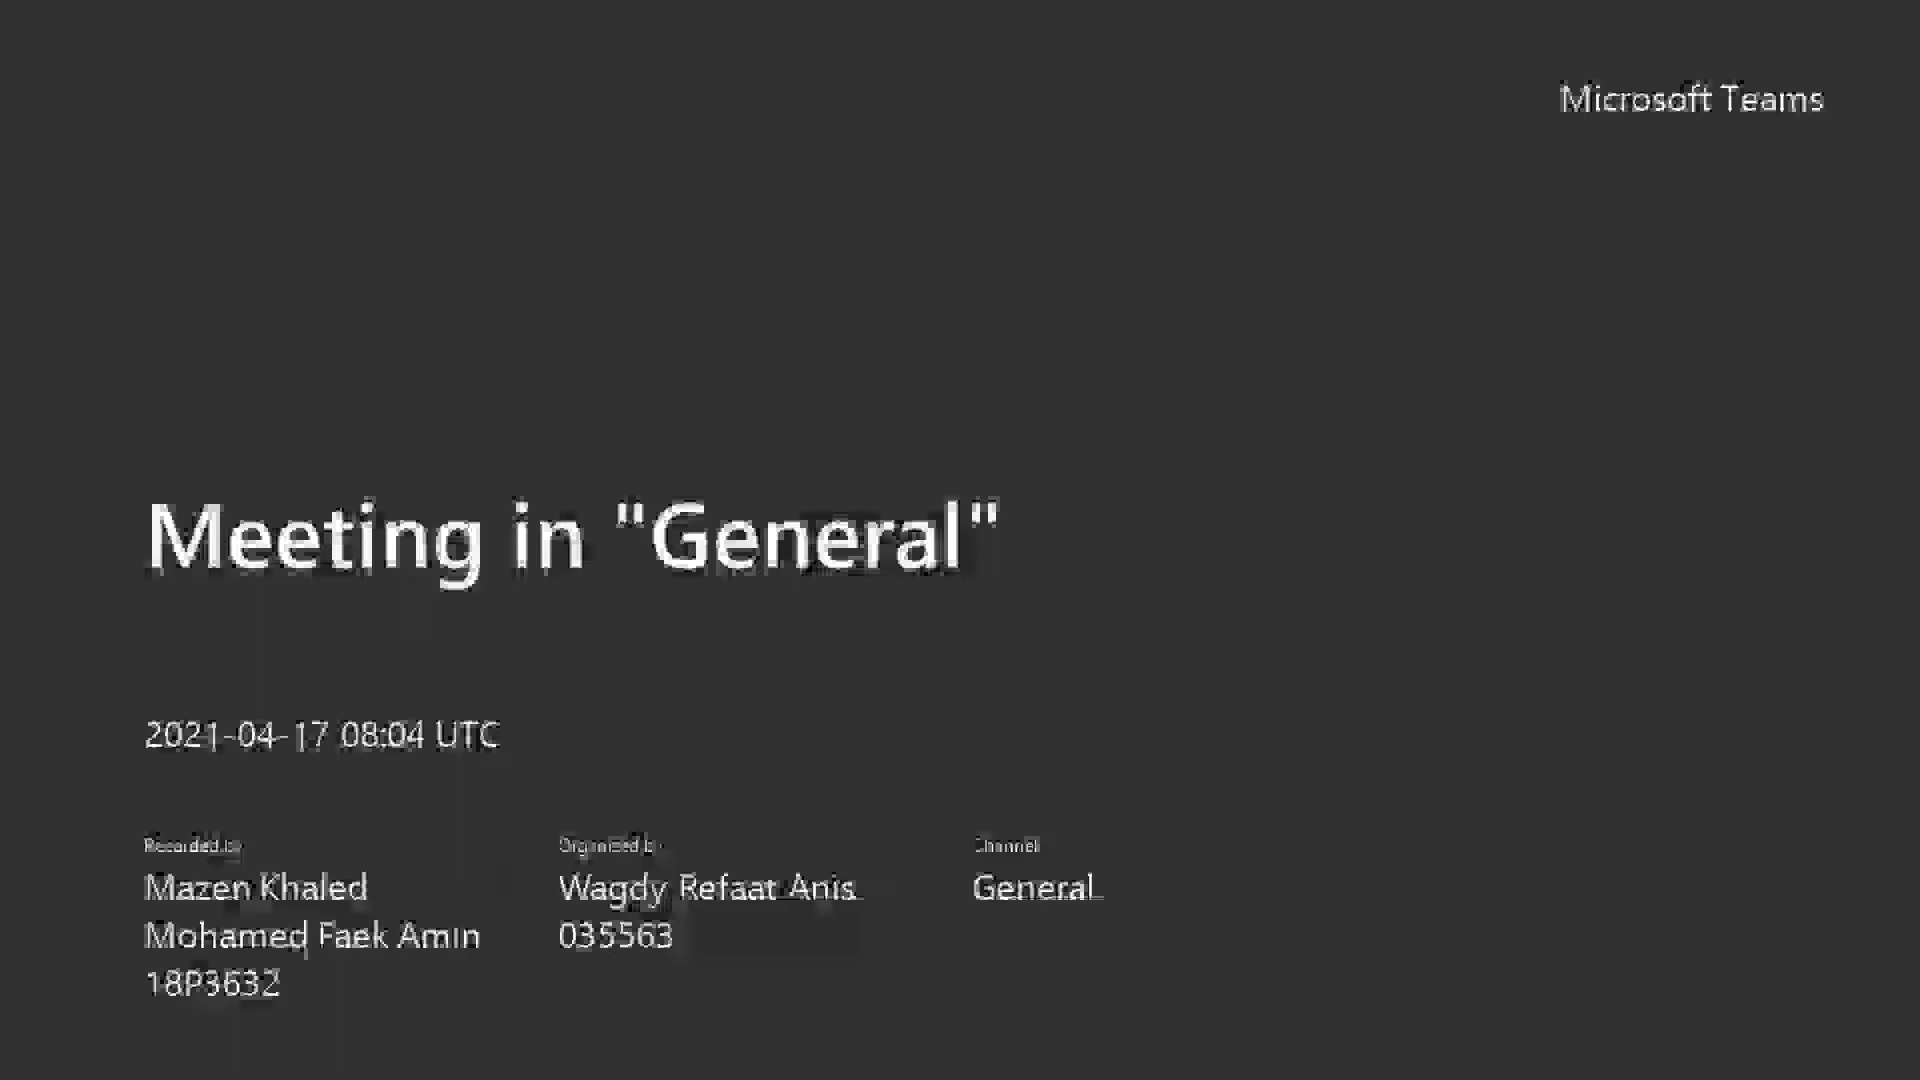 Microsoft Teams
Meeting in "General"
2021-04-17 08:04 UTC
Recorded by
Organized by
Channel
Mazen Khaled
Wagdy Refaat Anis
General
Mohamed Faek Amin
035563
18P3632